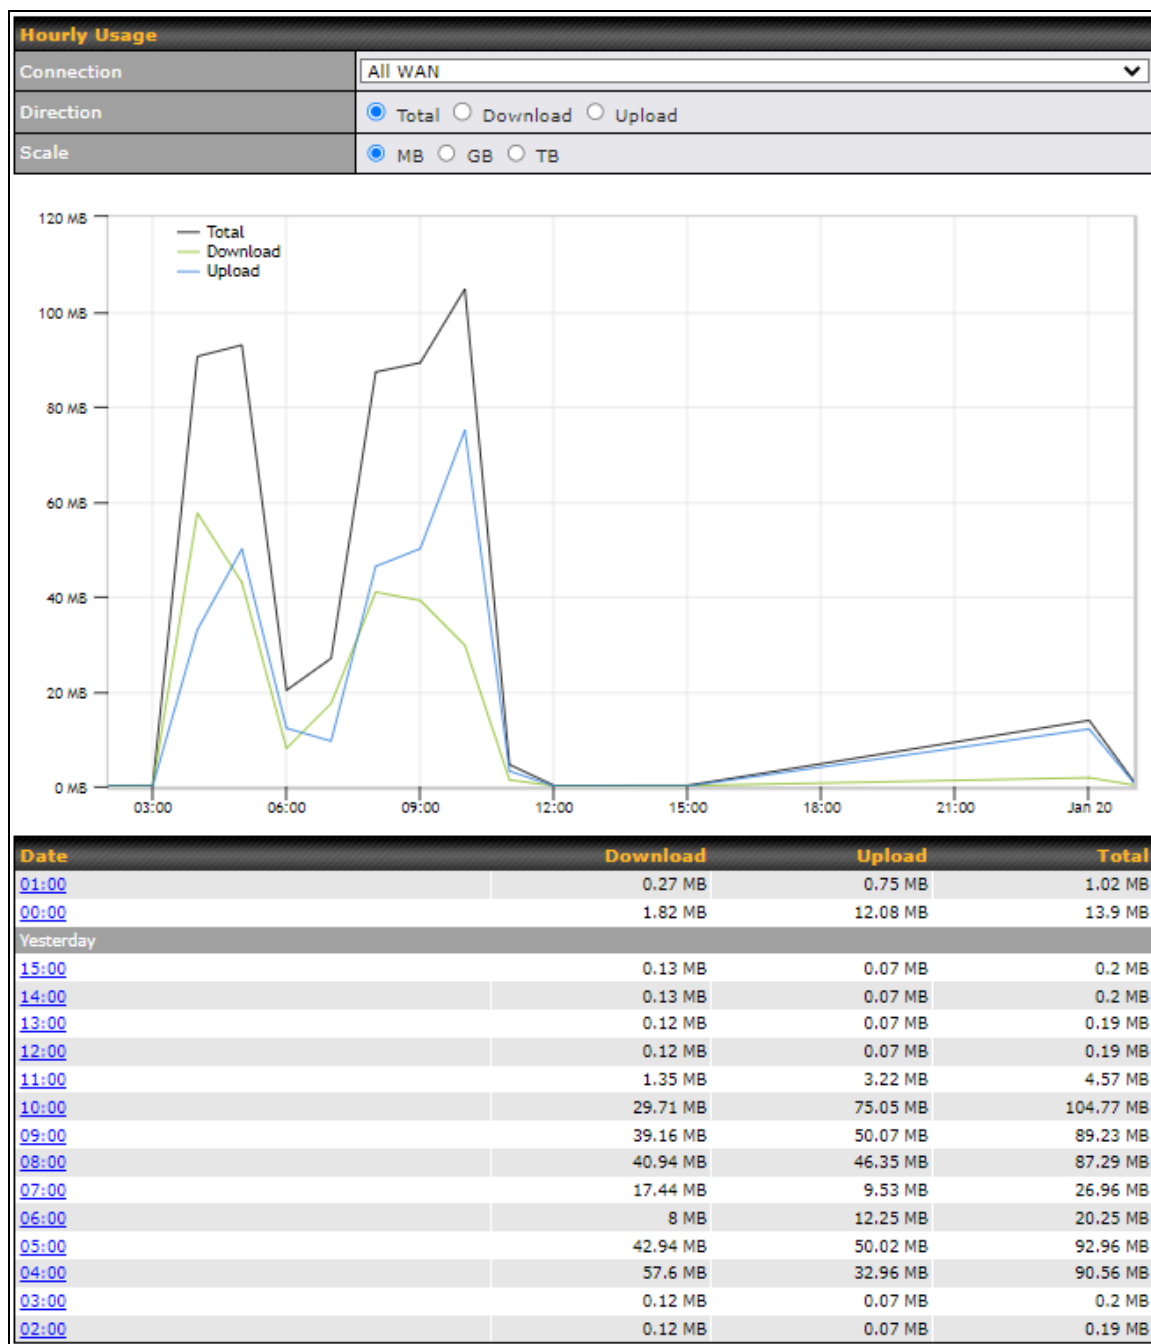 Hourly Usage
Connection All WAN
Direction Total Download Upload
Scale MB GB TB
120 MB
Total
Download
Upload
100 MB
80 MB
60 MB
40 MB
20 MB
0 MB
03:00 06:00 09:00 12:00 15:00 18:00 21:00 Jan 20
Date Download Upload Total
01:00 0.27 MB 0.75 MB 1.02 MB
00:00 1.82 MB 12.08 MB 13.9 MB
Yesterday
15:00 0.13 MB 0.07 MB 0.2 MB
14:00 0.13 MB 0.07 MB 0.2 MB
13:00 0.12 MB 0.07 MB 0.19 MB
12:00 0.12 MB 0.07 MB 0.19 MB
11:00 1.35 MB 3.22 MB 4.57 MB
10:00 29.71 MB 75.05 MB 104.77 MB
09:00 39.16 MB 50.07 MB 89.23 MB
08:00 40.94 MB 46.35 MB 87.29 MB
07:00 17.44 MB 9.53 MB 26.96 MB
06:00 8 MB 12.25 MB 20.25 MB
05:00 42.94 MB 50.02 MB 92.96 MB
04:00 57.6 MB 32.96 MB 90.56 MB
03:00 0.12 MB 0.07 MB 0.2 MB
02:00 0.12 MB 0.07 MB 0.19 MB